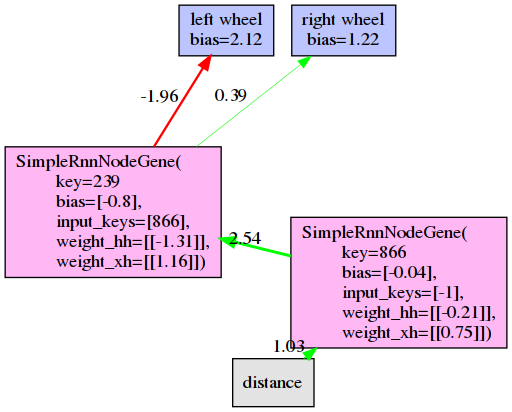 left wheel
bias=2.12
right wheel
bias=1.22
-1.96
0.39
SimpleRnnNodeGene(
key=239
bias=[-0.8],
input_keys=[866],
weight_hh=[[-1.31]],
weight_xh=[[1.16]])
2.54
SimpleRnnNodeGene(
key=866
bias=[-0.04],
input_keys=[-1],
weight_hh=[[-0.21]],
weight_xh=[[0.75]])
1.03
distance